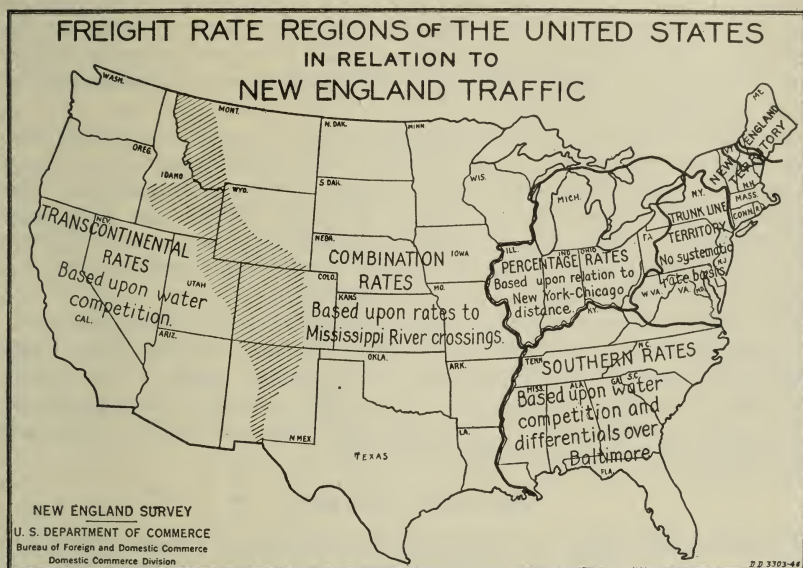 FREIGHT RATE REGIONS OF THE UNITED STATES
IN RELATION TO
NEW ENGLAND TRAFFIC
WASH.
MONT.
N. DAK.
MINN.
ME.
OREG.
IDAHO
S DAK.
WIS.
MICH.
N.Y.
NEW ENGLAND
TERRITORY
N.H.
MASS
CONN.
R.I.
WYO.
NEBR.
IOWA
ILL.
IND
OHIO
PA.
N.J.
TRUNK LINE
TERRITORY
No systematic
rate basis.
NEV.
TRANSCONTINENTAL
RATES
Based upon water
competition.
UTAH
CAL.
COLO.
COMBINATION
RATES
KANS
MO.
Based upon rates to
Mississippi River crossings.
PERCENTAGE RATES
Based upon relation to
New York-Chicago
distance.
KY.
W VA.
VA.
MD.
ARIZ.
N MEX
OKLA.
ARK.
TEXAS
LA.
TENN.
N.C.
SOUTHERN RATES
MISS.
ALA.
GA.
S.C.
Based upon water
competition and
differentials over
Baltimore
FLA.
NEW ENGLAND SURVEY
U. S. DEPARTMENT OF COMMERCE
Bureau of Foreign and Domestic Commerce
Domestic Commerce Division
D D 3303-44